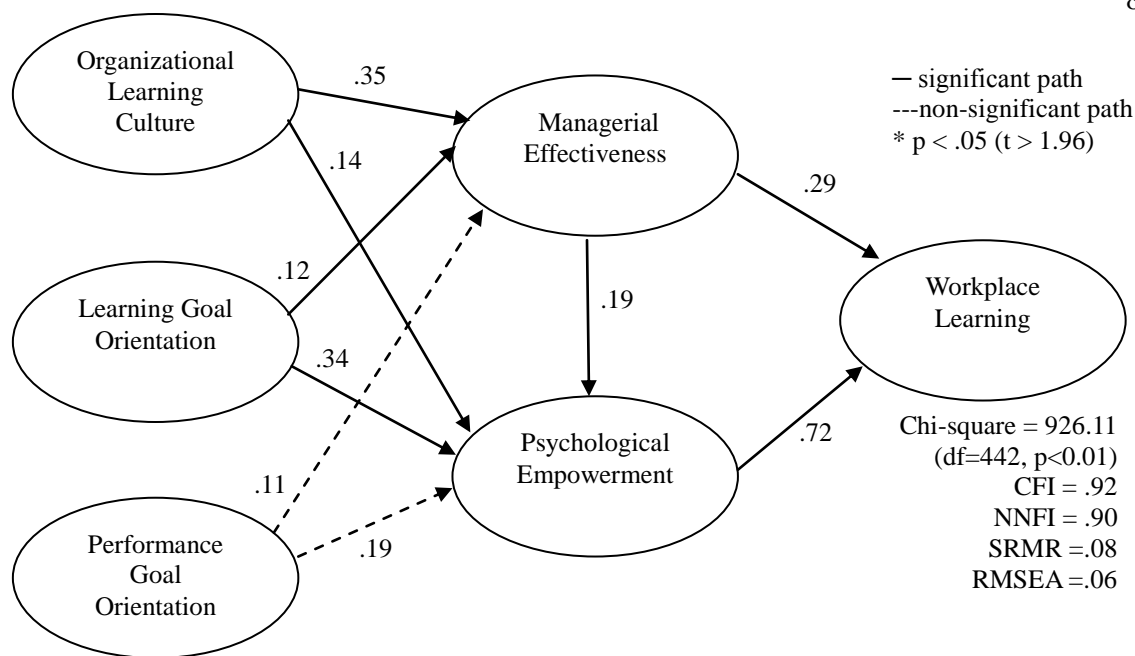 Organizational
Learning
Culture
.35
.14
Managerial
Effectiveness
─ significant path
---non-significant path
* p < .05 (t > 1.96)
.29
Learning Goal
Orientation
.12
.34
.19
Workplace
Learning
Performance
Goal
Orientation
.11
.19
Psychological
Empowerment
.72
Chi-square = 926.11
(df=442, p<0.01)
CFI = .92
NNFI = .90
SRMR =.08
RMSEA =.06